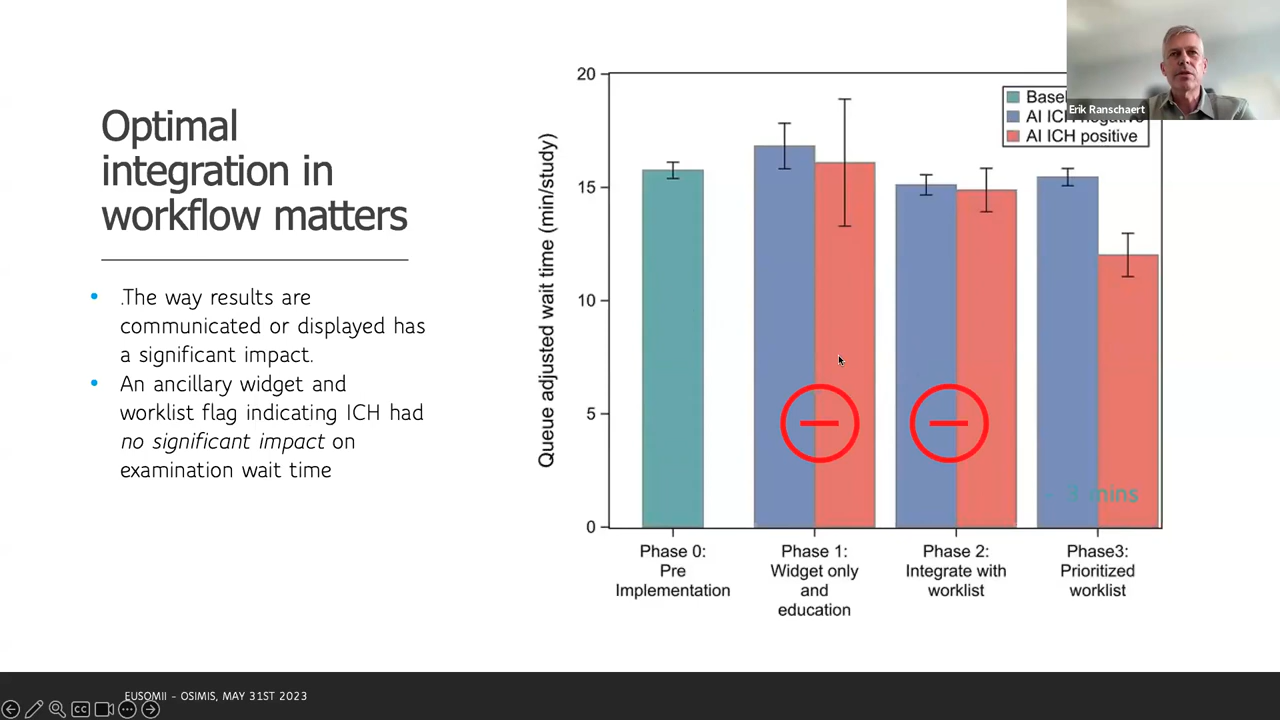 Optimal
integration in
workflow matters
.The way results are
communicated or displayed has
a significant impact.
An ancillary widget and
worklist flag indicating ICH had
no significant impact on
examination wait time
Queue adjusted wait time (min/study)
20
15
10
5
0
AI ICH negative
AI ICH positive
Erik Ranschaert
- 3 mins
Phase 0:
Pre
Implementation
Phase 1:
Widget only
and
education
Phase 2:
Integrate with
worklist
Phase3:
Prioritized
worklist
EUSOMII - OSIMIS, MAY 31ST 2023
CC